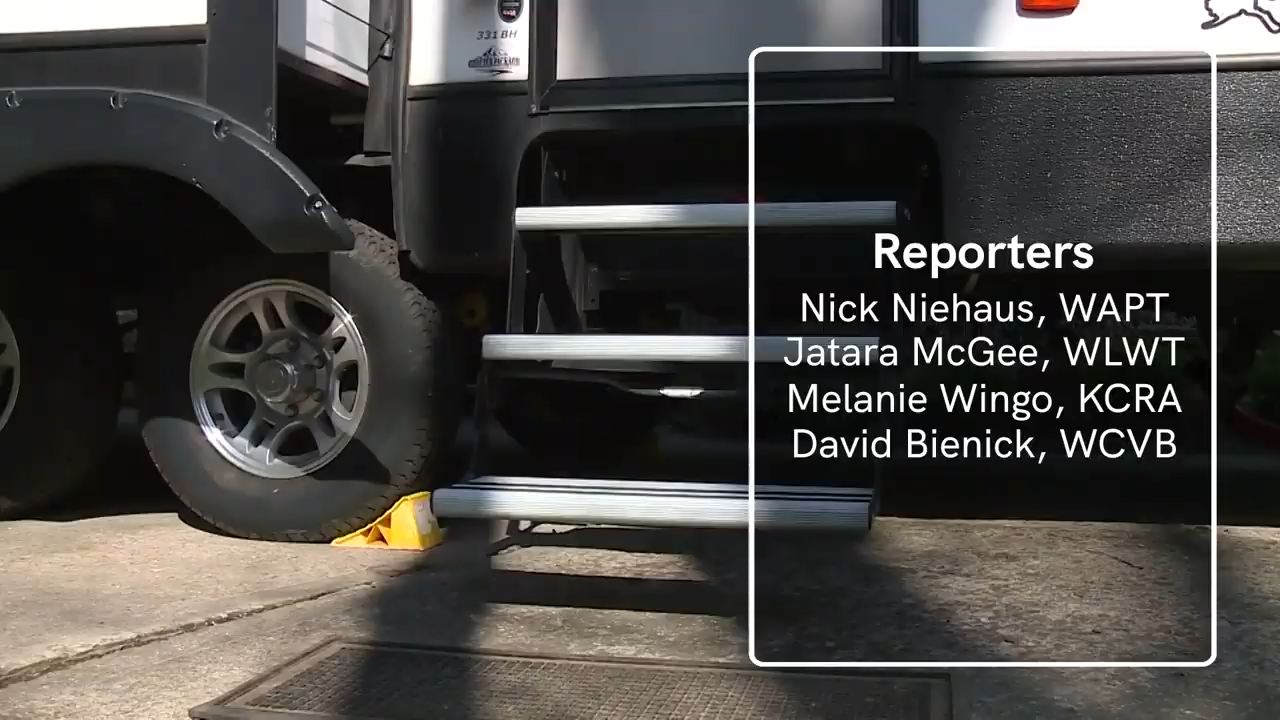 331 BH
Reporters
Nick Niehaus, WAPT
Jatara McGee, WLWT
Melanie Wingo, KCRA
David Bienick, WCVB